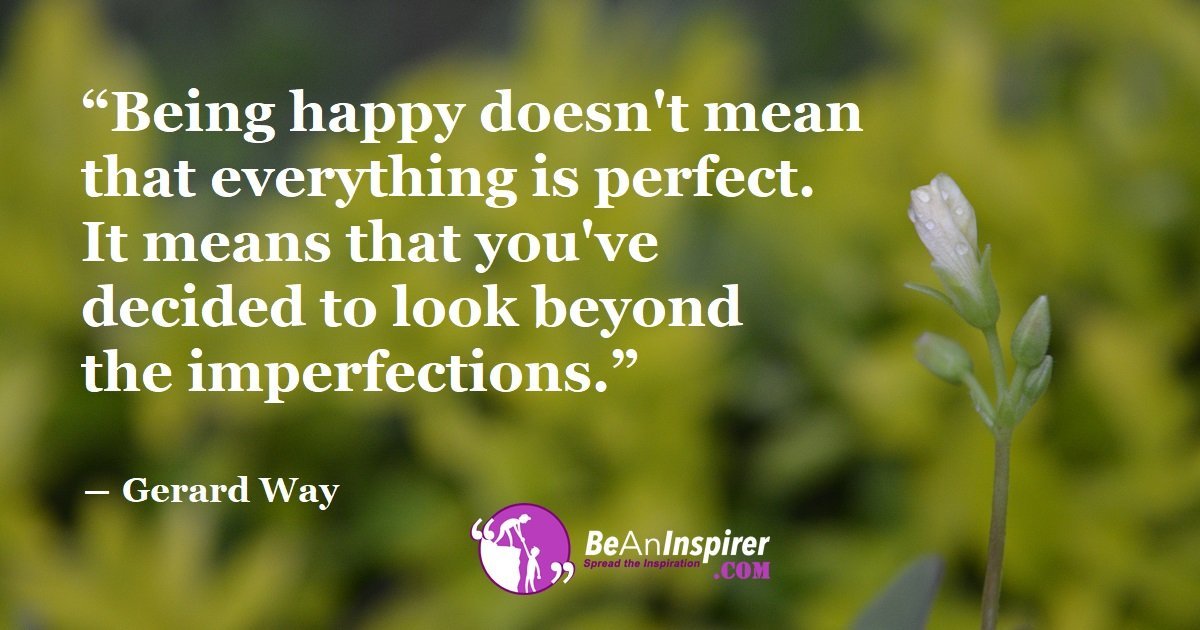 “Being happy doesn't mean
that everything is perfect.
It means that you've
decided to look beyond
the imperfections.”
— Gerard Way
“ ”
BeAnInspirer
Spread the Inspiration
.COM